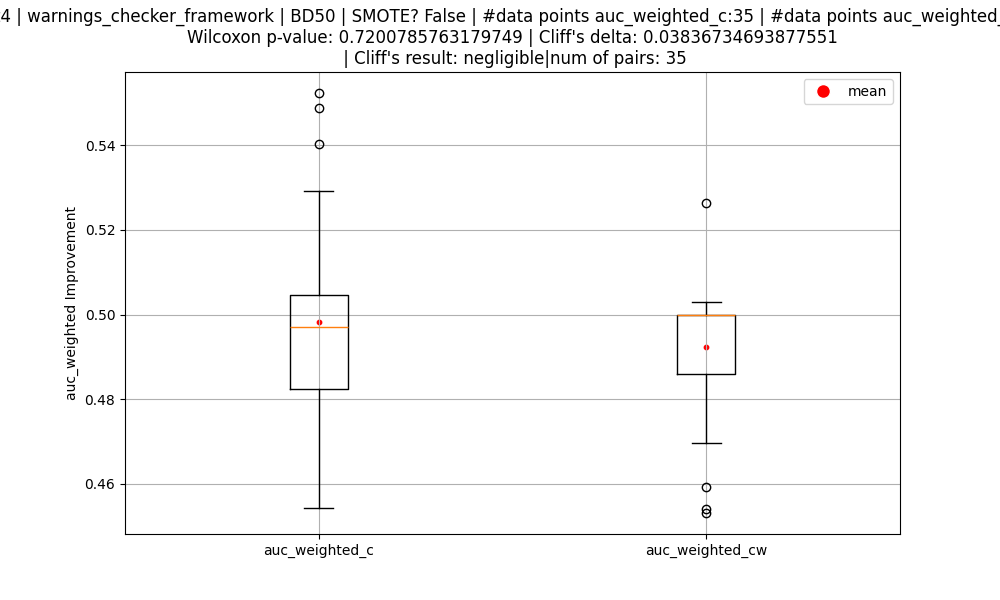 4 | warnings_checker_framework | BD50 | SMOTE? False | #data points auc_weighted_c:35 | #data points auc_weighted_
Wilcoxon p-value: 0.7200785763179749 | Cliff's delta: 0.03836734693877551
| Cliff's result: negligible|num of pairs: 35
mean
0.54
0.52
0.50
0.48
0.46
auc_weighted Improvement
auc_weighted_c
auc_weighted_cw